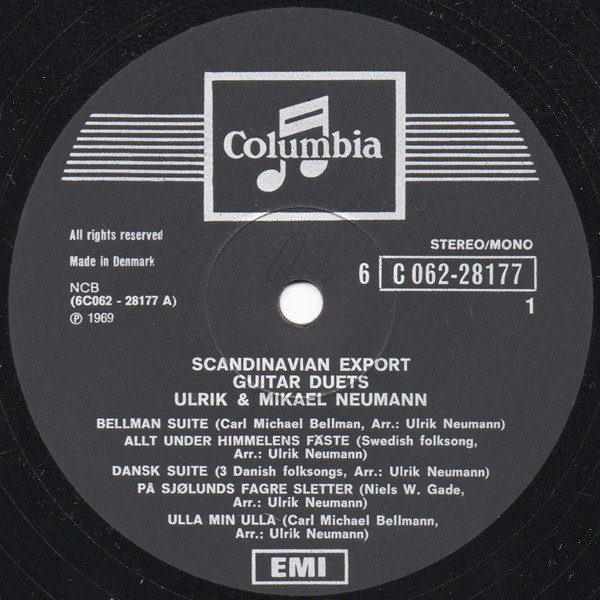 Columbia
All rights reserved
Made in Denmark
NCB
(6C062 - 28177 A)
℗ 1969
STEREO/MONO
6 C 062-28177
1
SCANDINAVIAN EXPORT
GUITAR DUETS
ULRIK & MIKAEL NEUMANN
BELLMAN SUITE (Carl Michael Bellman, Arr.: Ulrik Neumann)
ALLT UNDER HIMMELENS FÄSTE (Swedish folksong,
Arr.: Ulrik Neumann)
DANSK SUITE (3 Danish folksongs, Arr.: Ulrik Neumann)
PÅ SJØLUNDS FAGRE SLETTER (Niels W. Gade,
Arr.: Ulrik Neumann)
ULLA MIN ULLA (Carl Michael Bellmann,
Arr.: Ulrik Neumann)
EMI